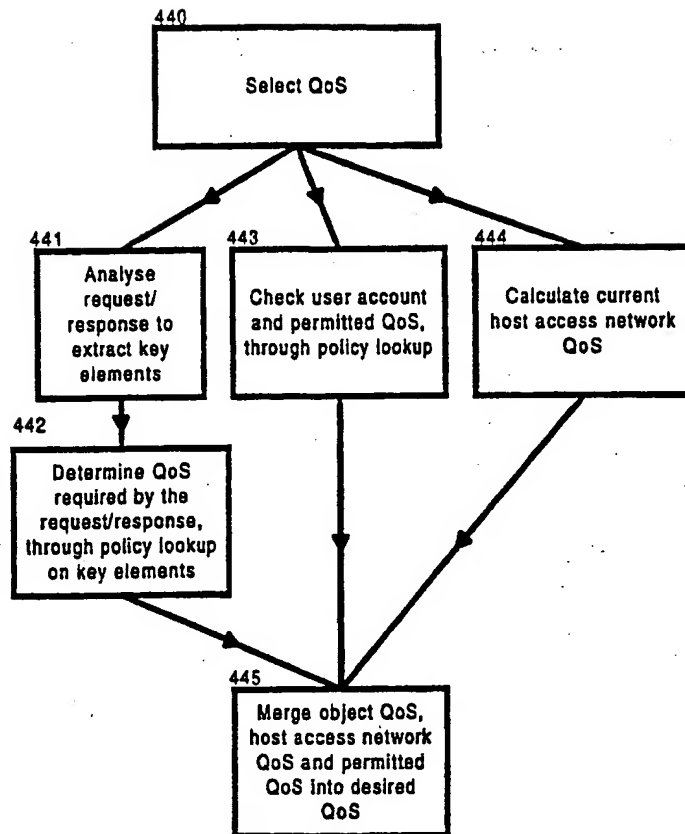 440
Select QoS
441
Analyse
request/
response to
extract key
elements
443
Check user account
and permitted QoS,
through policy lookup
444
Calculate current
host access network
QoS
442
Determine QoS
required by the
request/response,
through policy lookup
on key elements
445
Merge object QoS,
host access network
QoS and permitted
QoS into desired
QoS